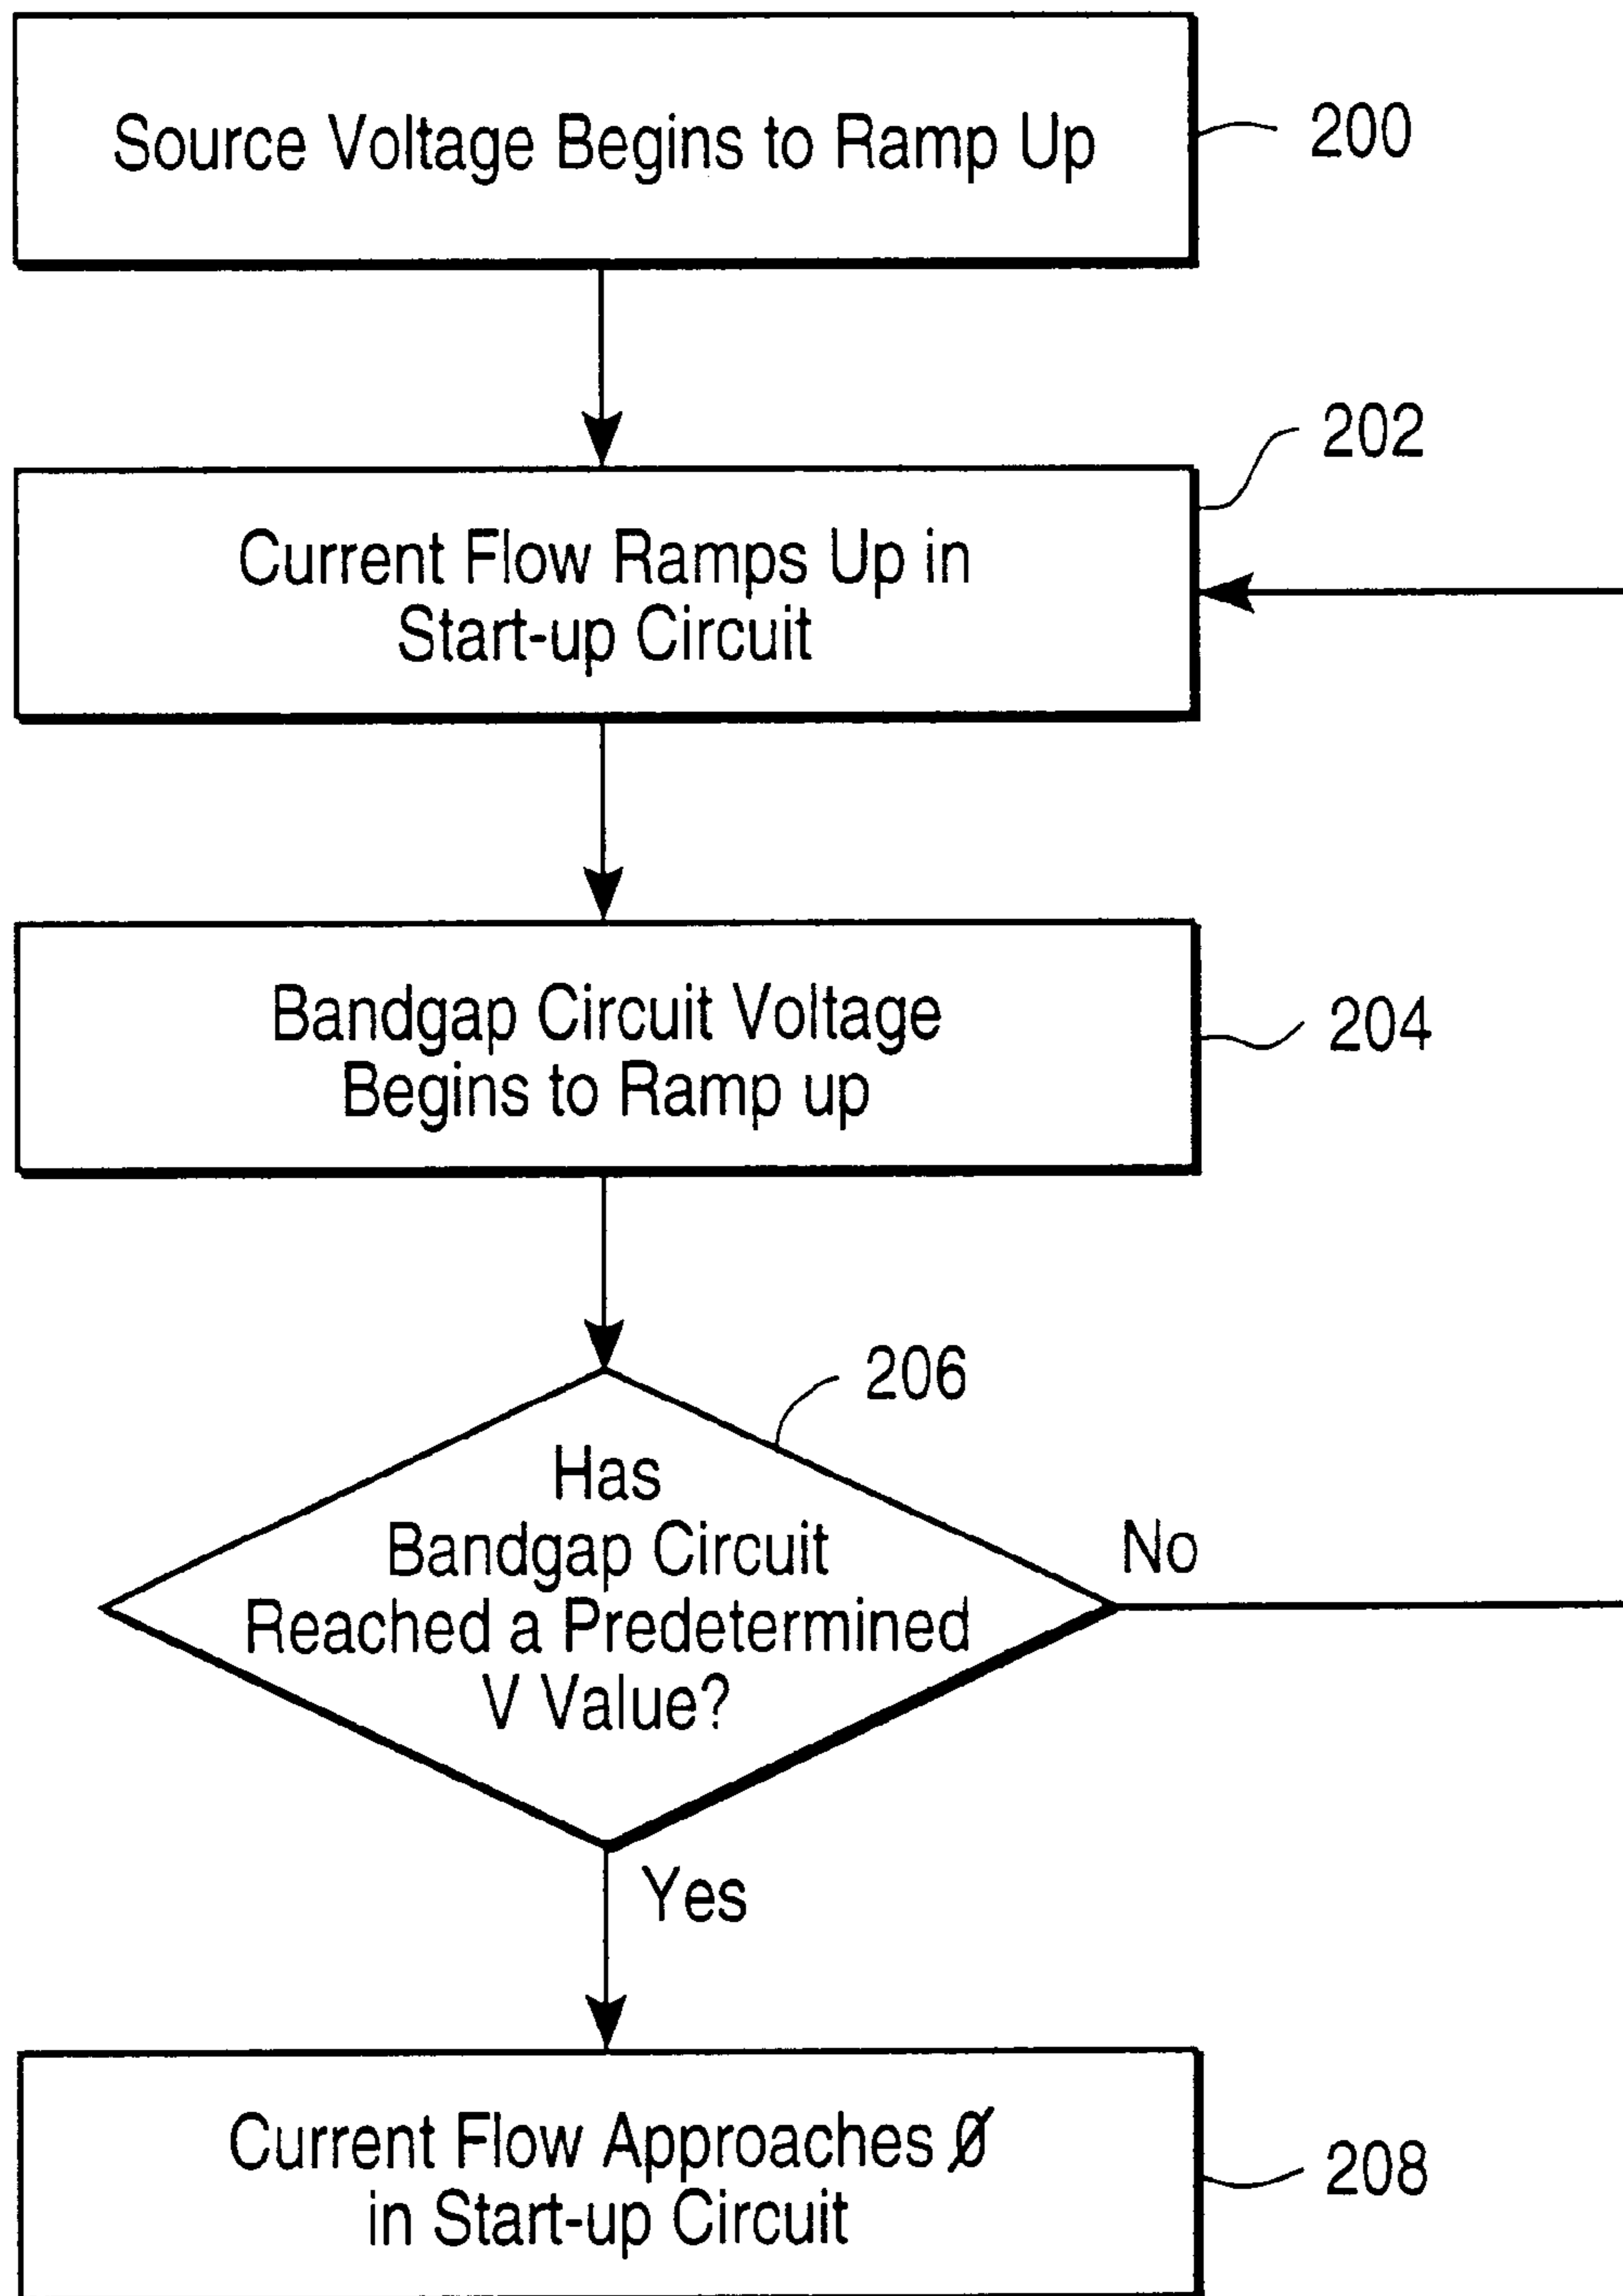 Source Voltage Begins to Ramp Up
200
202
Current Flow Ramps Up in
Start-up Circuit
Bandgap Circuit Voltage
Begins to Ramp up
204
206
Has
Bandgap Circuit
Reached a Predetermined
V Value?
No
Yes
Current Flow Approaches Ø
in Start-up Circuit
208